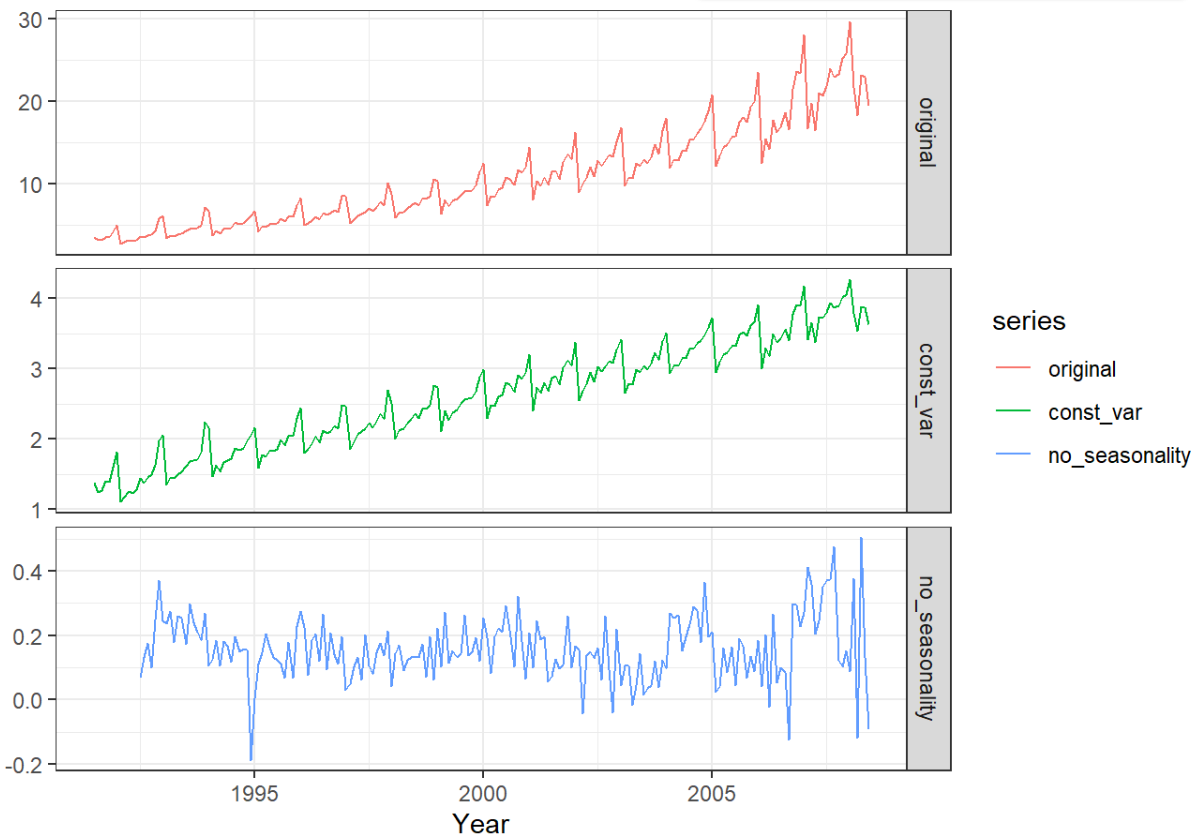 30
20
10
original
4
3
2
1
const_var
0.4
0.2
0.0
-0.2
no_seasonality
1995
2000
2005
Year
series
original
const_var
no_seasonality